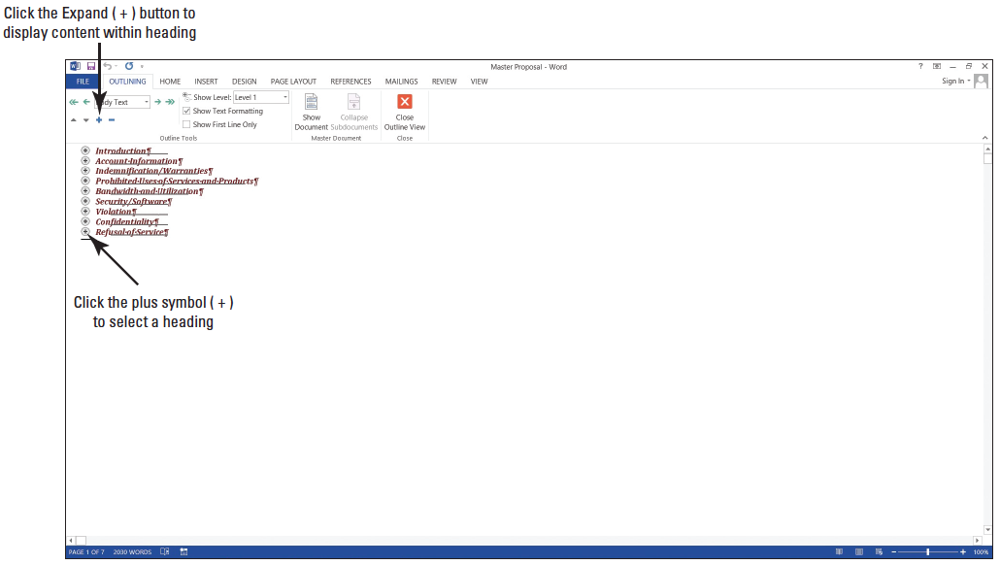 Click the Expand ( + ) button to
display content within heading
Master Proposal - Word
?
FILE OUTLINING HOME INSERT DESIGN PAGE LAYOUT REFERENCES MAILINGS REVIEW VIEW
Sign In
dy Text
Show Level: Level 1
Show Text Formatting
Show First Line Only
Outline Tools
Show
Document
Collapse
Subdocuments
Master Document
Close
Outline View
Close
Introduction¶
Account·Information¶
Indemnification/Warranties¶
Prohibited·Uses·of·Services·and·Products¶
Bandwidth·and·Utilization¶
Security/Software¶
Violation¶
Confidentiality¶
Refusal·of·Service¶
Click the plus symbol ( + )
to select a heading
PAGE 1 OF 7 2030 WORDS
100%